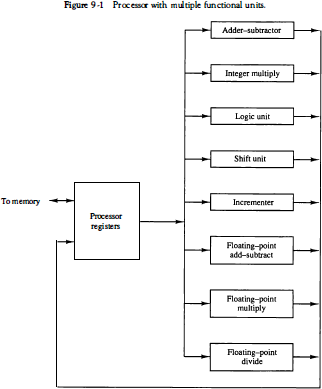 Figure 9-1 Processor with multiple functional units.
Adder–subtractor
Integer multiply
Logic unit
Shift unit
To memory
Incrementer
Processor
registers
Floating–point
add–subtract
Floating–point
multiply
Floating–point
divide